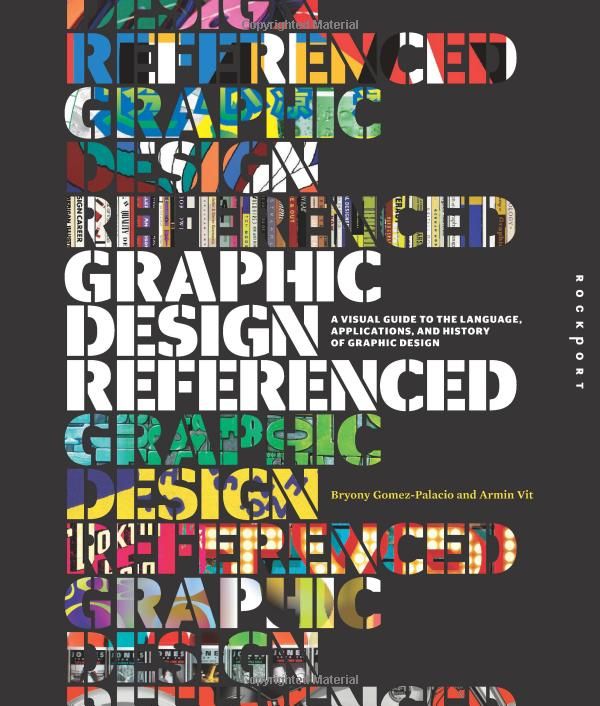 Copyrighted Material
DESIGN
REFERENCED
GRAPHIC
DESIGN
REFERENCED
GRAPHIC
DESIGN
A VISUAL GUIDE TO THE LANGUAGE,
APPLICATIONS, AND HISTORY
OF GRAPHIC DESIGN
REFERENCED
ROCKPORT
GRAPHIC
DESIGN
Bryony Gomez-Palacio and Armin Vit
REFERENCED
GRAPHIC
DESIGN
Copyrighted Material
REFERENCED